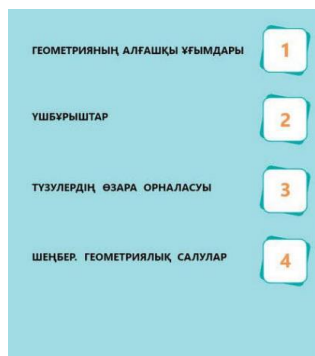 ГЕОМЕТРИЯНЫҢ АЛҒАШҚЫ ҰҒЫМДАРЫ 1
ҮШБҰРЫШТАР 2
ТҮЗУЛЕРДІҢ ӨЗАРА ОРНАЛАСУЫ 3
ШЕҢБЕР. ГЕОМЕТРИЯЛЫҚ САЛУЛАР 4